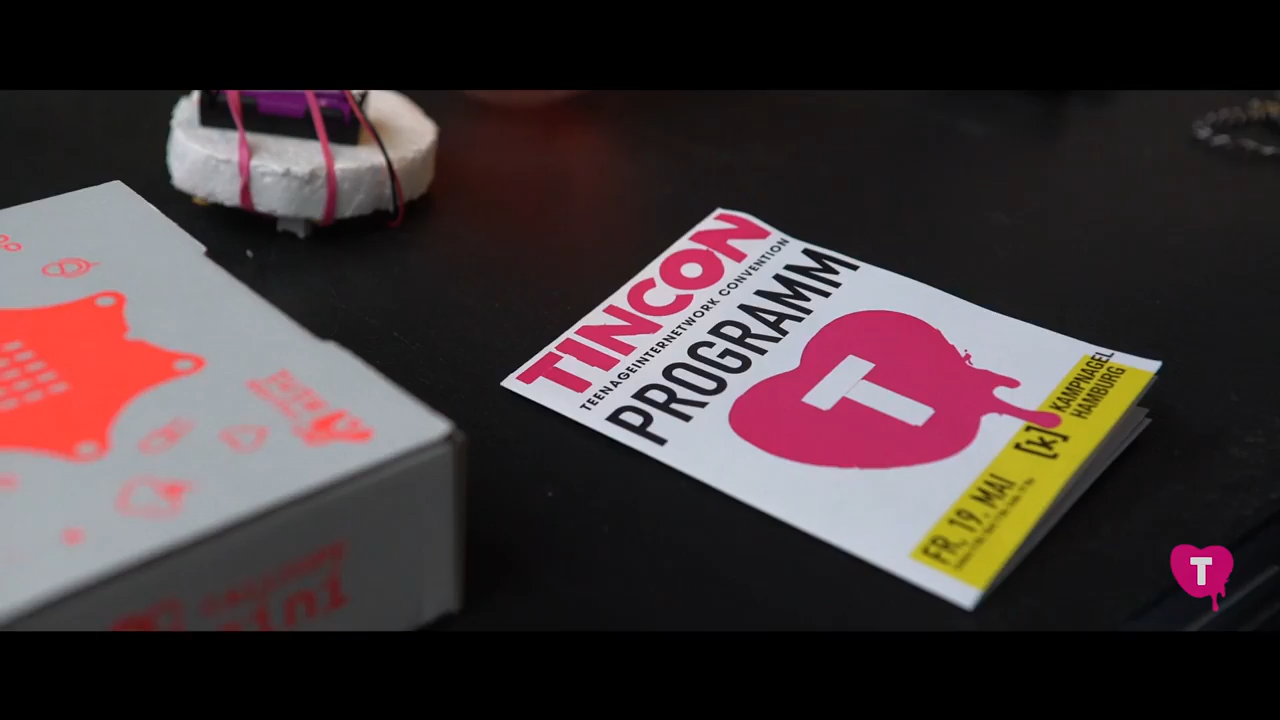 TINCON
TEENAGEINTERNETWORK CONVENTION
PROGRAMM
T
[k]
KAMPNAGEL
HAMBURG
FR. 19. MAI
T